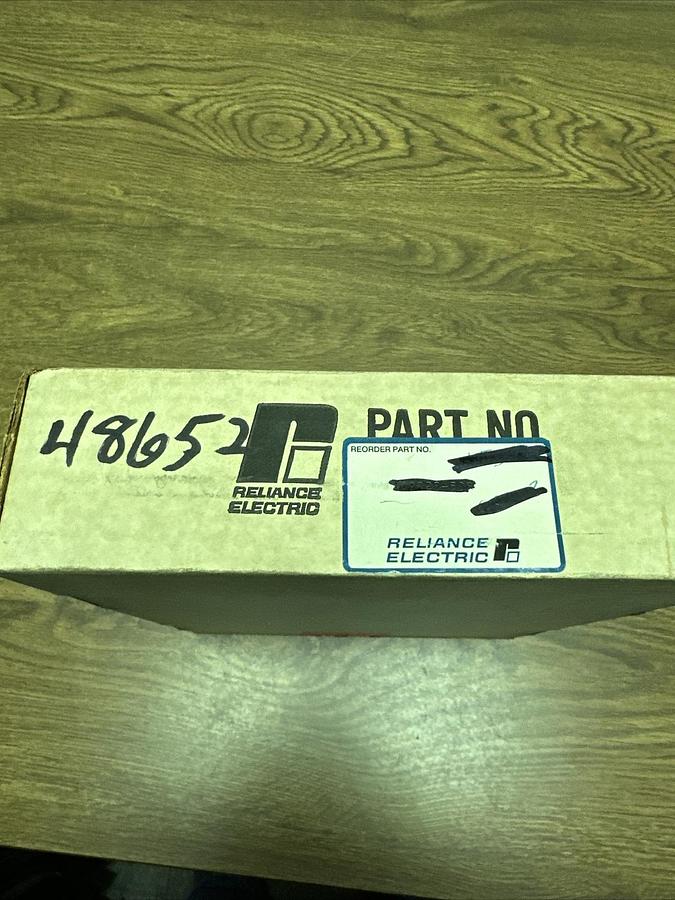 48652
RELIANCE
ELECTRIC
PART NO
REORDER PART NO.
RELIANCE
ELECTRIC